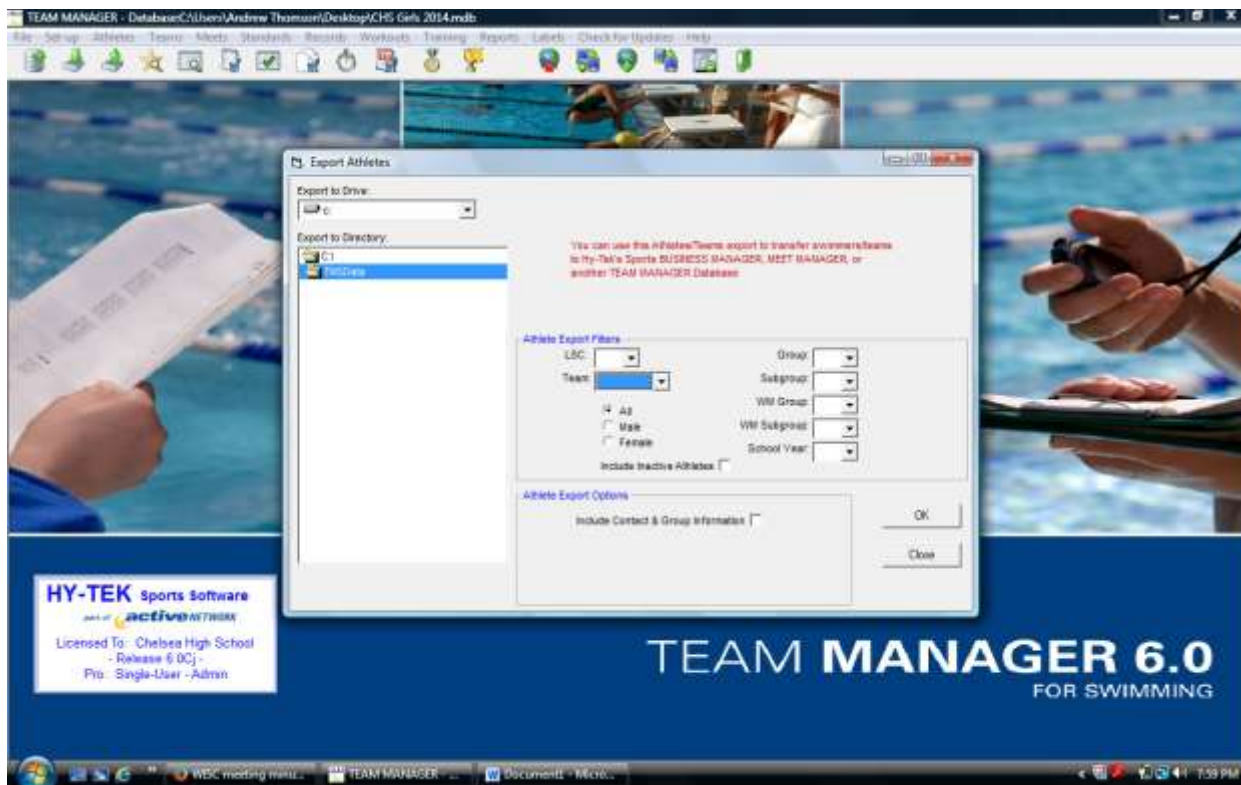 TEAM MANAGER - Database:C:\Users\Andrew Thomson\Desktop\CHS Girls 2014.mdb
File Set-up Athletes Teams Meets Standards Records Workouts Training Reports Labels Check for Updates Help
Export Athletes
Export to Drive:
c:
Export to Directory:
C:\
You can use this Athletes/Teams export to transfer swimmers/teams
to Hy-Tek's Sports BUSINESS MANAGER, MEET MANAGER, or
another TEAM MANAGER Database
Athlete Export Filters
LSC: Group:
Team: Subgroup:
All WM Group:
Male WM Subgroup:
Female School Year:
Include Inactive Athletes
Athlete Export Options
Include Contact & Group Information
OK
Close
HY-TEK Sports Software
part of active NETWORK
Licensed To: Chelsea High School
- Release 6.0Cj -
Pro: Single-User - Admin
TEAM MANAGER 6.0
FOR SWIMMING
WISC meeting minu... TEAM MANAGER - ... Document1 - Micro... 7:59 PM